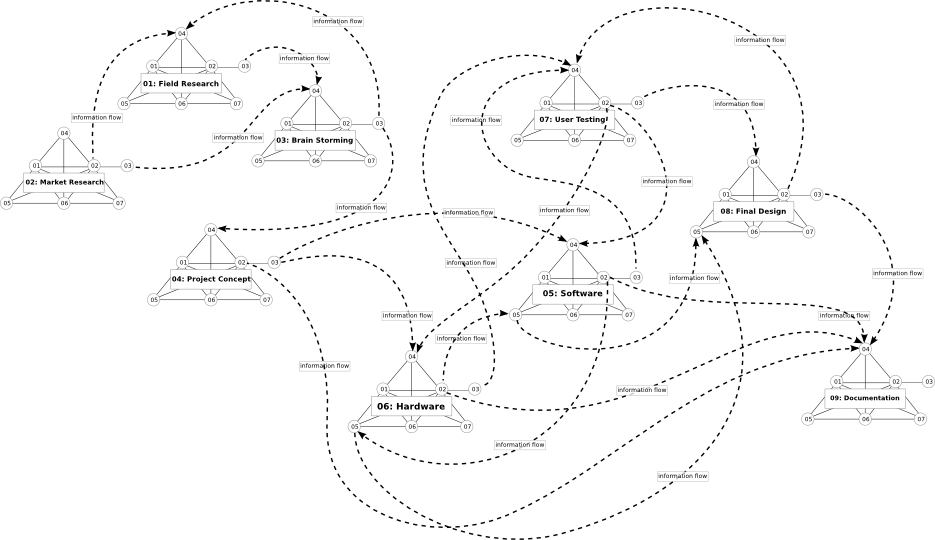 information flow
04
01
02
03
01: Field Research
05
06
07
information flow
information flow
information flow
04
01
02
03
03: Brain Storming
05
06
07
information flow
04
01
02
03
02: Market Research
05
06
07
information flow
04
01
02
03
04: Project Concept
05
06
07
information flow
04
01
02
03
07: User Testing
05
06
07
information flow
information flow
information flow
information flow
information flow
04
01
02
03
08: Final Design
05
06
07
04
01
02
03
05: Software
05
06
07
information flow
information flow
information flow
information flow
information flow
information flow
information flow
04
01
02
03
06: Hardware
05
06
07
information flow
04
01
02
03
09: Documentation
05
06
07
information flow
information flow